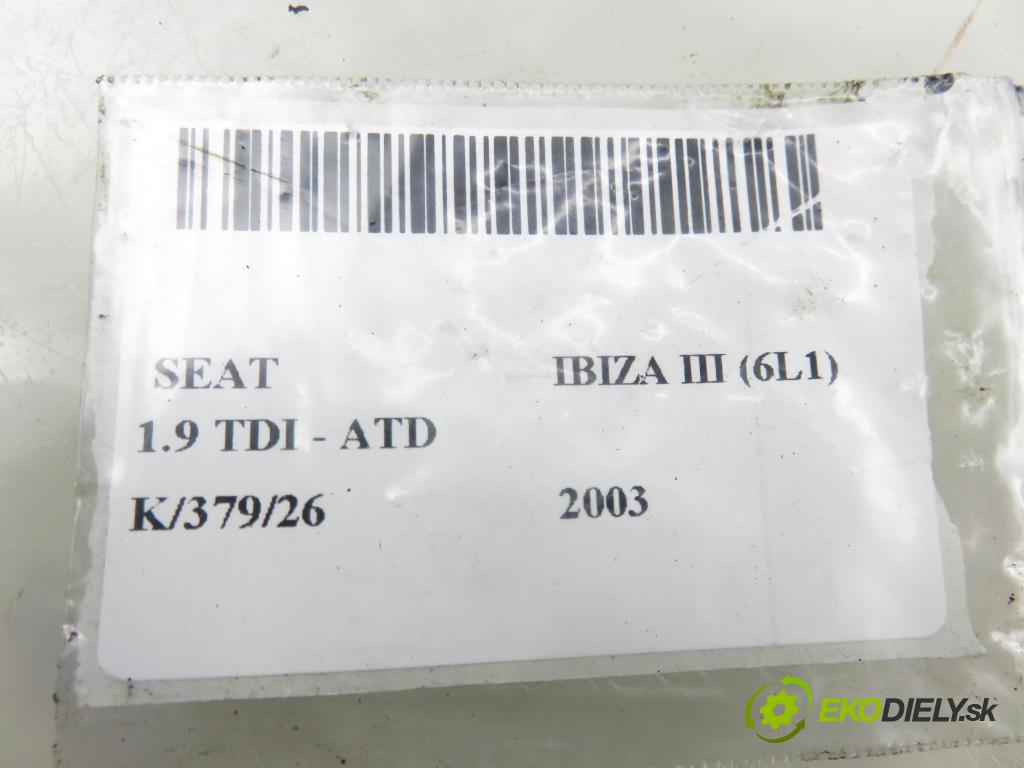 SEAT IBIZA III (6L1)
1.9 TDI - ATD
K/379/26 2003
EKODIELY.sk